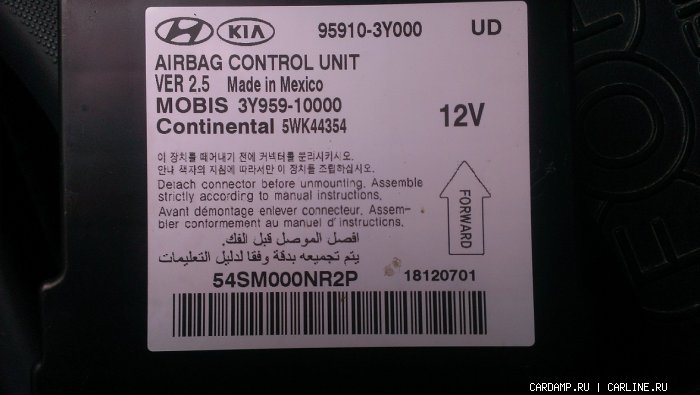 HYUNDAI KIA 95910-3Y000 UD
AIRBAG CONTROL UNIT
VER 2.5 Made in Mexico
MOBIS 3Y959-10000
Continental 5WK44354
12V
이 장치를 떼어내기 전에 커넥터를 분리하시오.
안내 책자의 지침에 따라서만 이 장치를 조립하십시오.
Detach connector before unmounting. Assemble
strictly according to manual instructions.
Avant démontage enlever connecteur. Assem-
bler conformement au manuel d'instructions.
افصل الموصل قبل الفك.
يتم تجميعه بدقة وفقا لدليل التعليمات
FORWARD
54SM000NR2P 18120701
CARDAMP.RU | CARLINE.RU